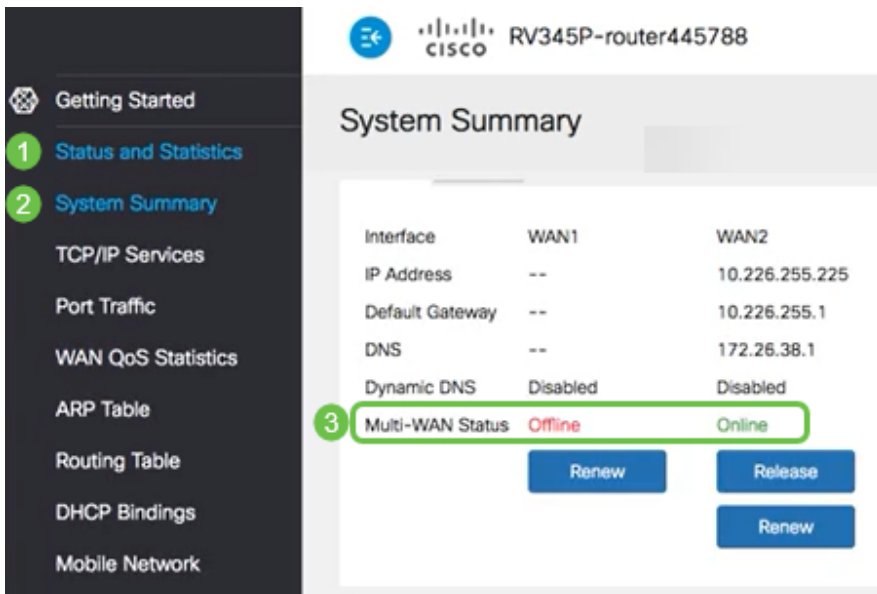 CISCO RV345P-router445788
Getting Started
1 Status and Statistics
2 System Summary
TCP/IP Services
Port Traffic
WAN QoS Statistics
ARP Table
Routing Table
DHCP Bindings
Mobile Network
System Summary
Interface WAN1 WAN2
IP Address -- 10.226.255.225
Default Gateway -- 10.226.255.1
DNS -- 172.26.38.1
Dynamic DNS Disabled Disabled
3 Multi-WAN Status Offline Online
Renew Release
Renew